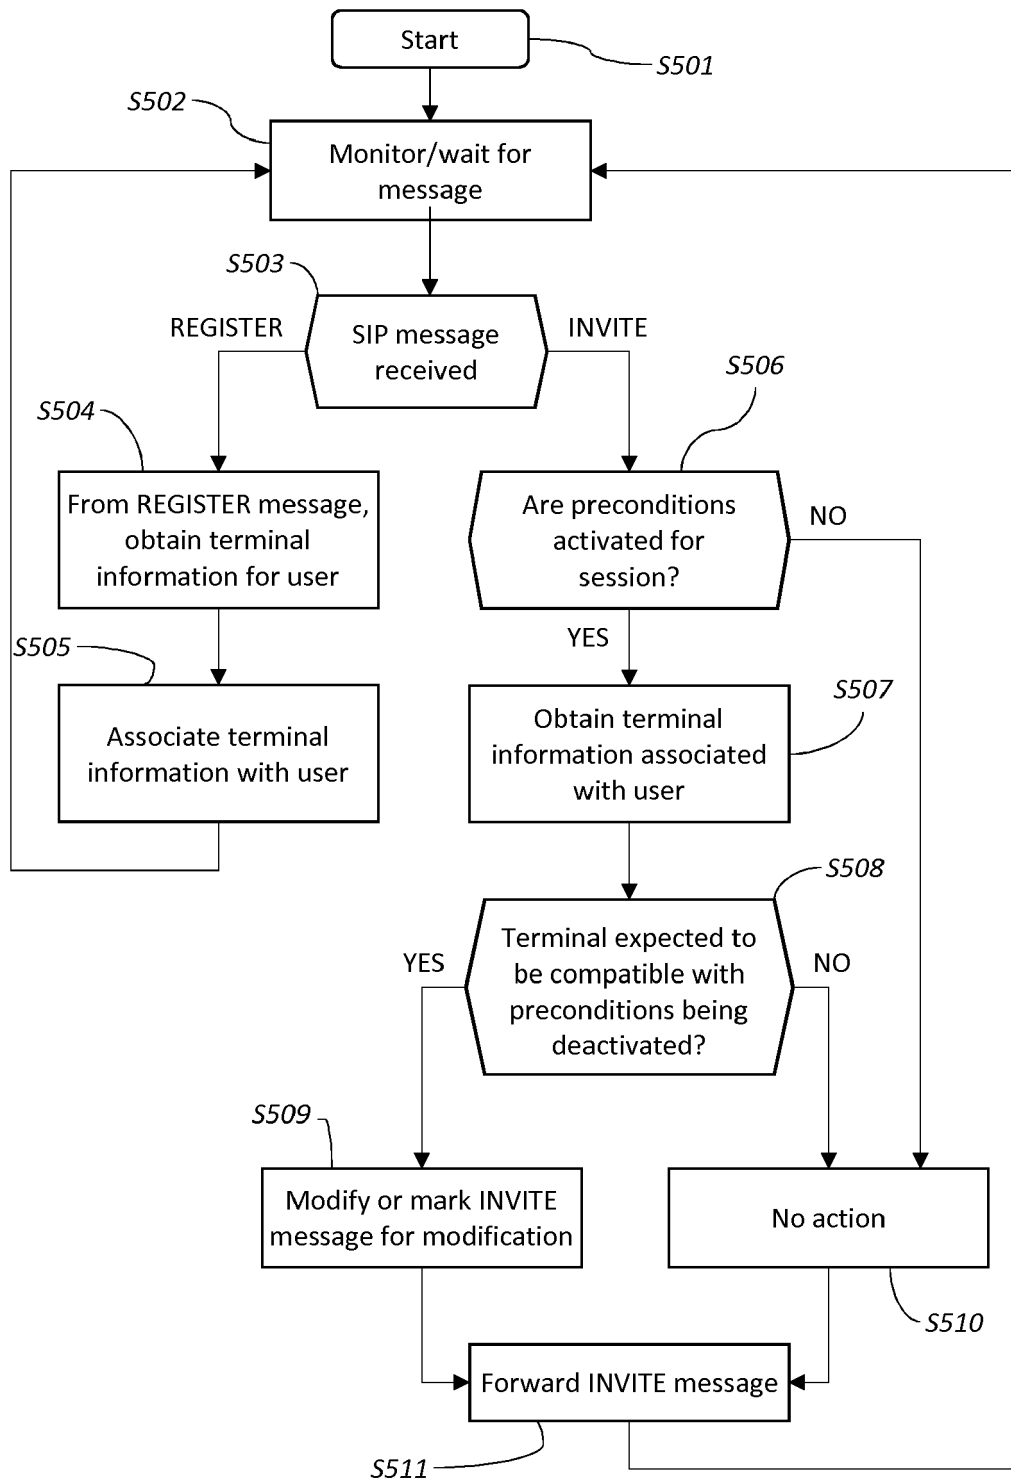 Start
S501
S502
Monitor/wait for
message
S503
REGISTER
SIP message
received
INVITE
S506
S504
From REGISTER message,
obtain terminal
information for user
Are preconditions
activated for
session?
NO
YES
S505
Associate terminal
information with user
S507
Obtain terminal
information associated
with user
S508
YES
Terminal expected to
be compatible with
preconditions being
deactivated?
NO
S509
Modify or mark INVITE
message for modification
No action
S510
Forward INVITE message
S511